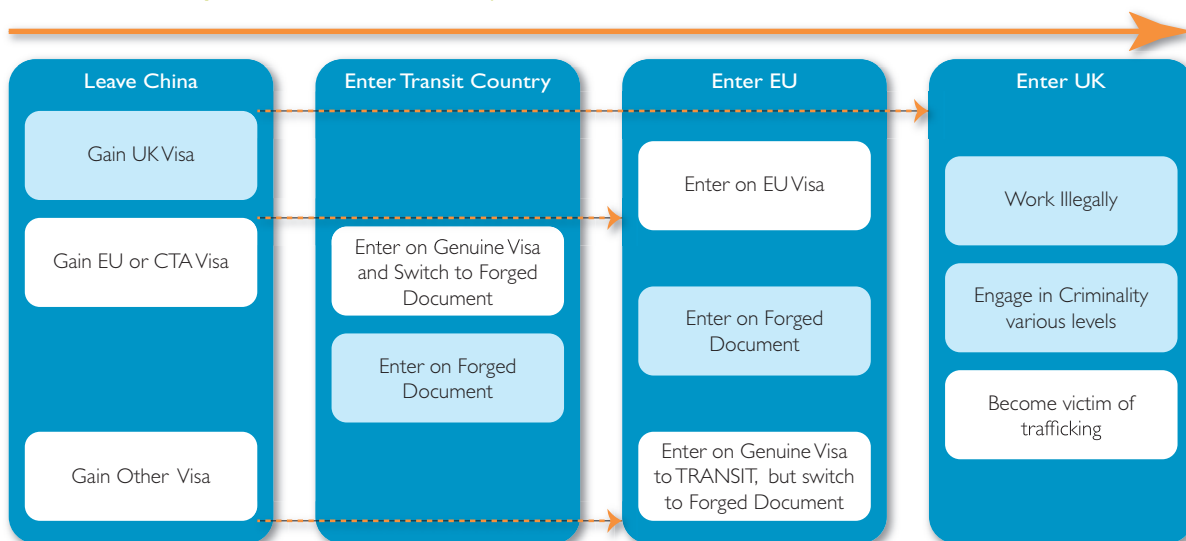 Leave China
Gain UK Visa
Gain EU or CTA Visa
Gain Other Visa
Enter Transit Country
Enter on Genuine Visa
and Switch to Forged
Document
Enter on Forged
Document
Enter EU
Enter on EU Visa
Enter on Forged
Document
Enter on Genuine Visa
to TRANSIT, but switch
to Forged Document
Enter UK
Work Illegally
Engage in Criminality
various levels
Become victim of
trafficking